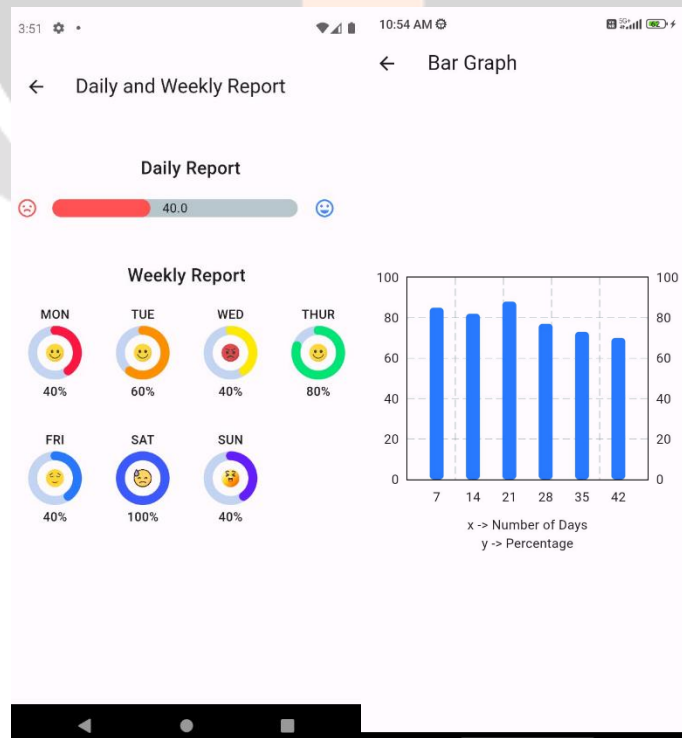 3:51
Daily and Weekly Report
Daily Report
40.0
Weekly Report
MON TUE WED THUR
40% 60% 40% 80%
FRI SAT SUN
40% 100% 40%
10:54 AM
5G+
Bar Graph
100 100
80 80
60 60
40 40
20 20
0 0
7 14 21 28 35 42
x -> Number of Days
y -> Percentage